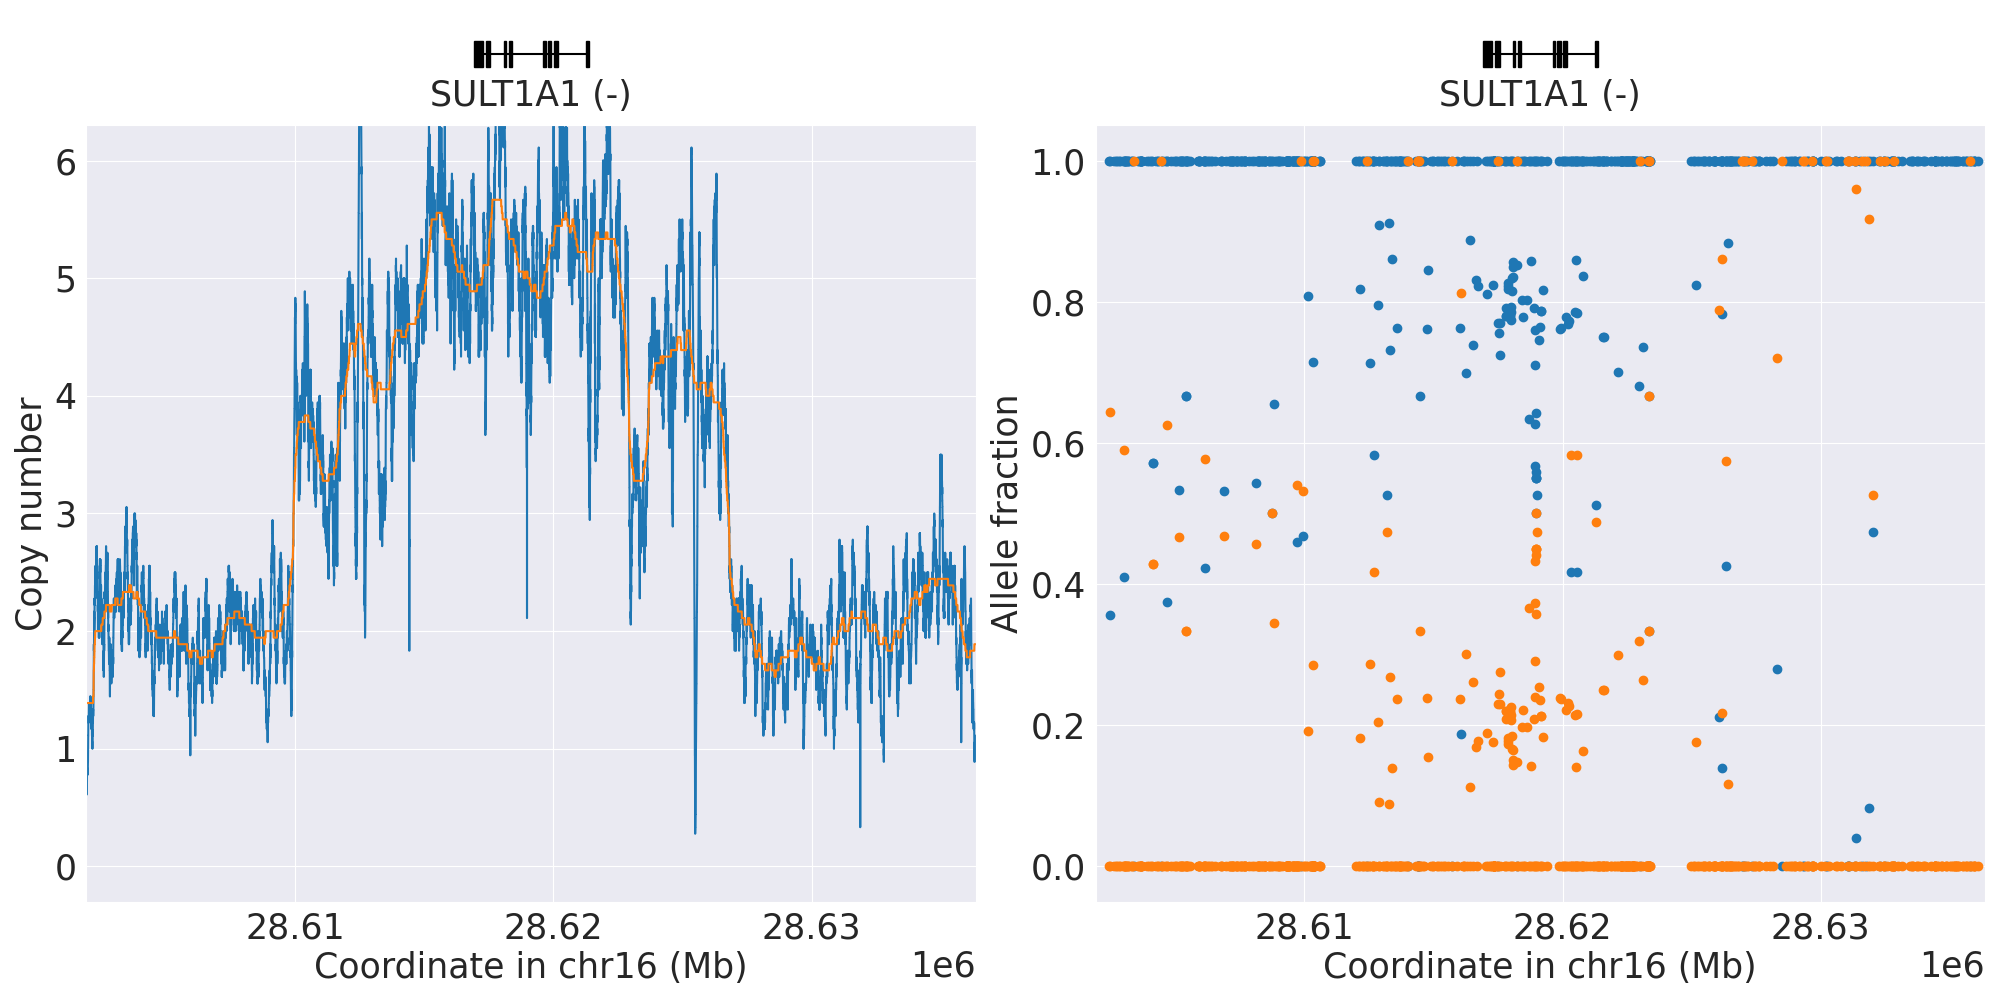 SULT1A1 (-)
6
5
4
3
2
1
0
Copy number
28.61
28.62
28.63
Coordinate in chr16 (Mb)
1e6
SULT1A1 (-)
1.0
0.8
0.6
0.4
0.2
0.0
Allele fraction
28.61
28.62
28.63
Coordinate in chr16 (Mb)
1e6